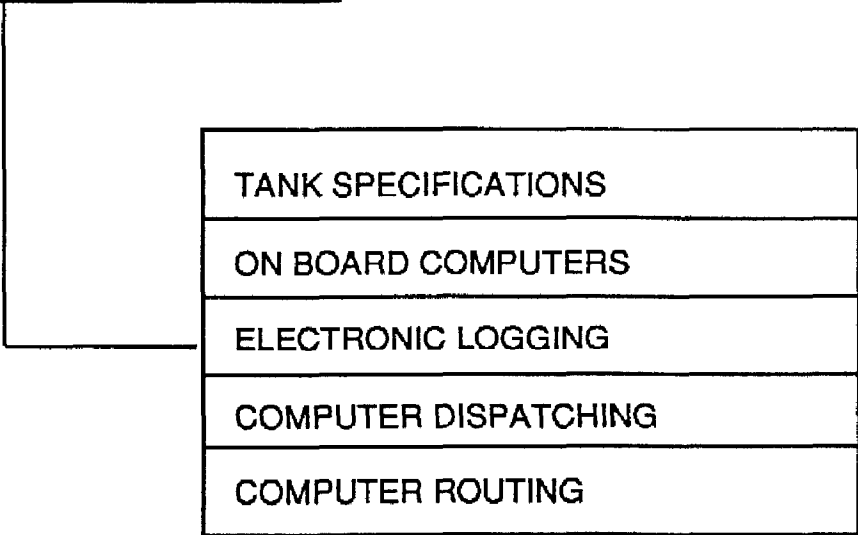 TANK SPECIFICATIONS
ON BOARD COMPUTERS
ELECTRONIC LOGGING
COMPUTER DISPATCHING
COMPUTER ROUTING